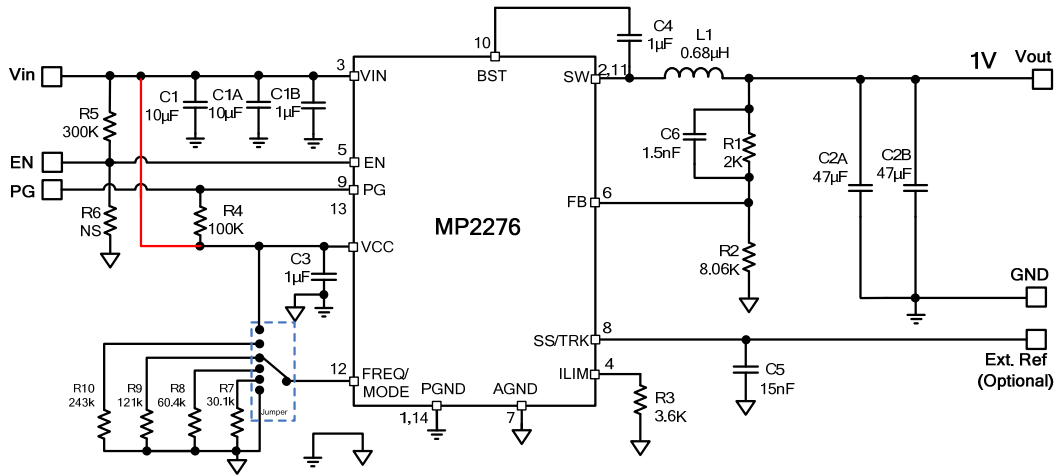 C4
1µF
L1
0.68µH
10
BST
Vin
3
VIN
SW
2,11
1V
Vout
C1
10µF
C1A
10µF
C1B
1µF
R5
300K
C6
1.5nF
R1
2K
C2A
47µF
C2B
47µF
EN
5
EN
PG
9
PG
13
R6
NS
R4
100K
MP2276
FB
6
VCC
C3
1µF
R2
8.06K
GND
SS/TRK
8
Ext. Ref
(Optional)
C5
15nF
ILIM
4
R3
3.6K
12
FREQ/
MODE
PGND
1,14
AGND
7
R10
243k
R9
121k
R8
60.4k
R7
30.1k
Jumper